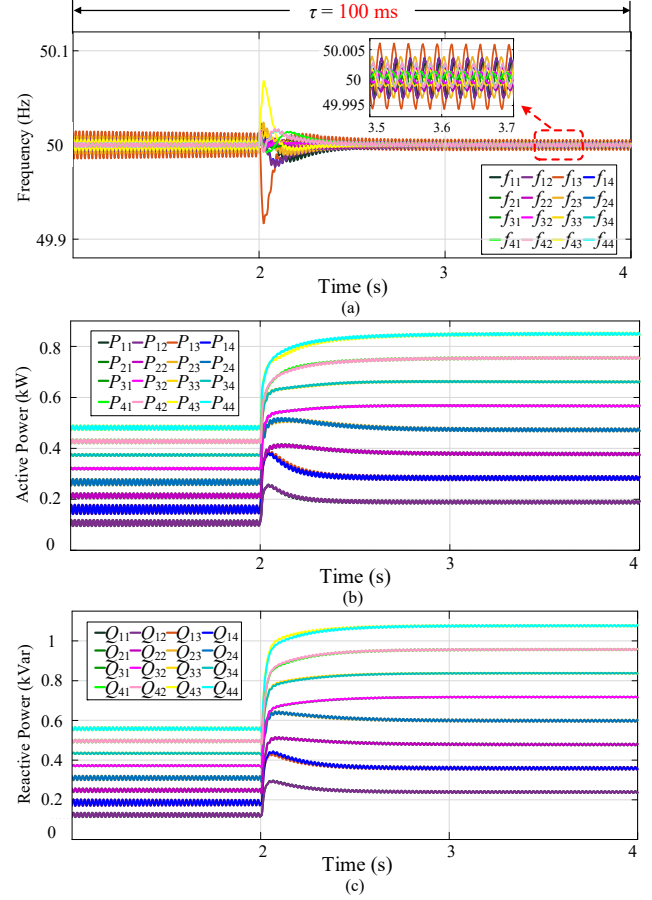 τ = 100 ms
50.1
50
49.9
Frequency (Hz)
50.005
50
49.995
3.5 3.6 3.7
f11 f12 f13 f14
f21 f22 f23 f24
f31 f32 f33 f34
f41 f42 f43 f44
2 3 4
Time (s)
(a)
P11 P12 P13 P14
P21 P22 P23 P24
P31 P32 P33 P34
P41 P42 P43 P44
0.8
0.6
0.4
0.2
0
Active Power (kW)
2 3 4
Time (s)
(b)
Q11 Q12 Q13 Q14
Q21 Q22 Q23 Q24
Q31 Q32 Q33 Q34
Q41 Q42 Q43 Q44
1
0.8
0.6
0.4
0.2
0
Reactive Power (kVar)
2 3 4
Time (s)
(c)